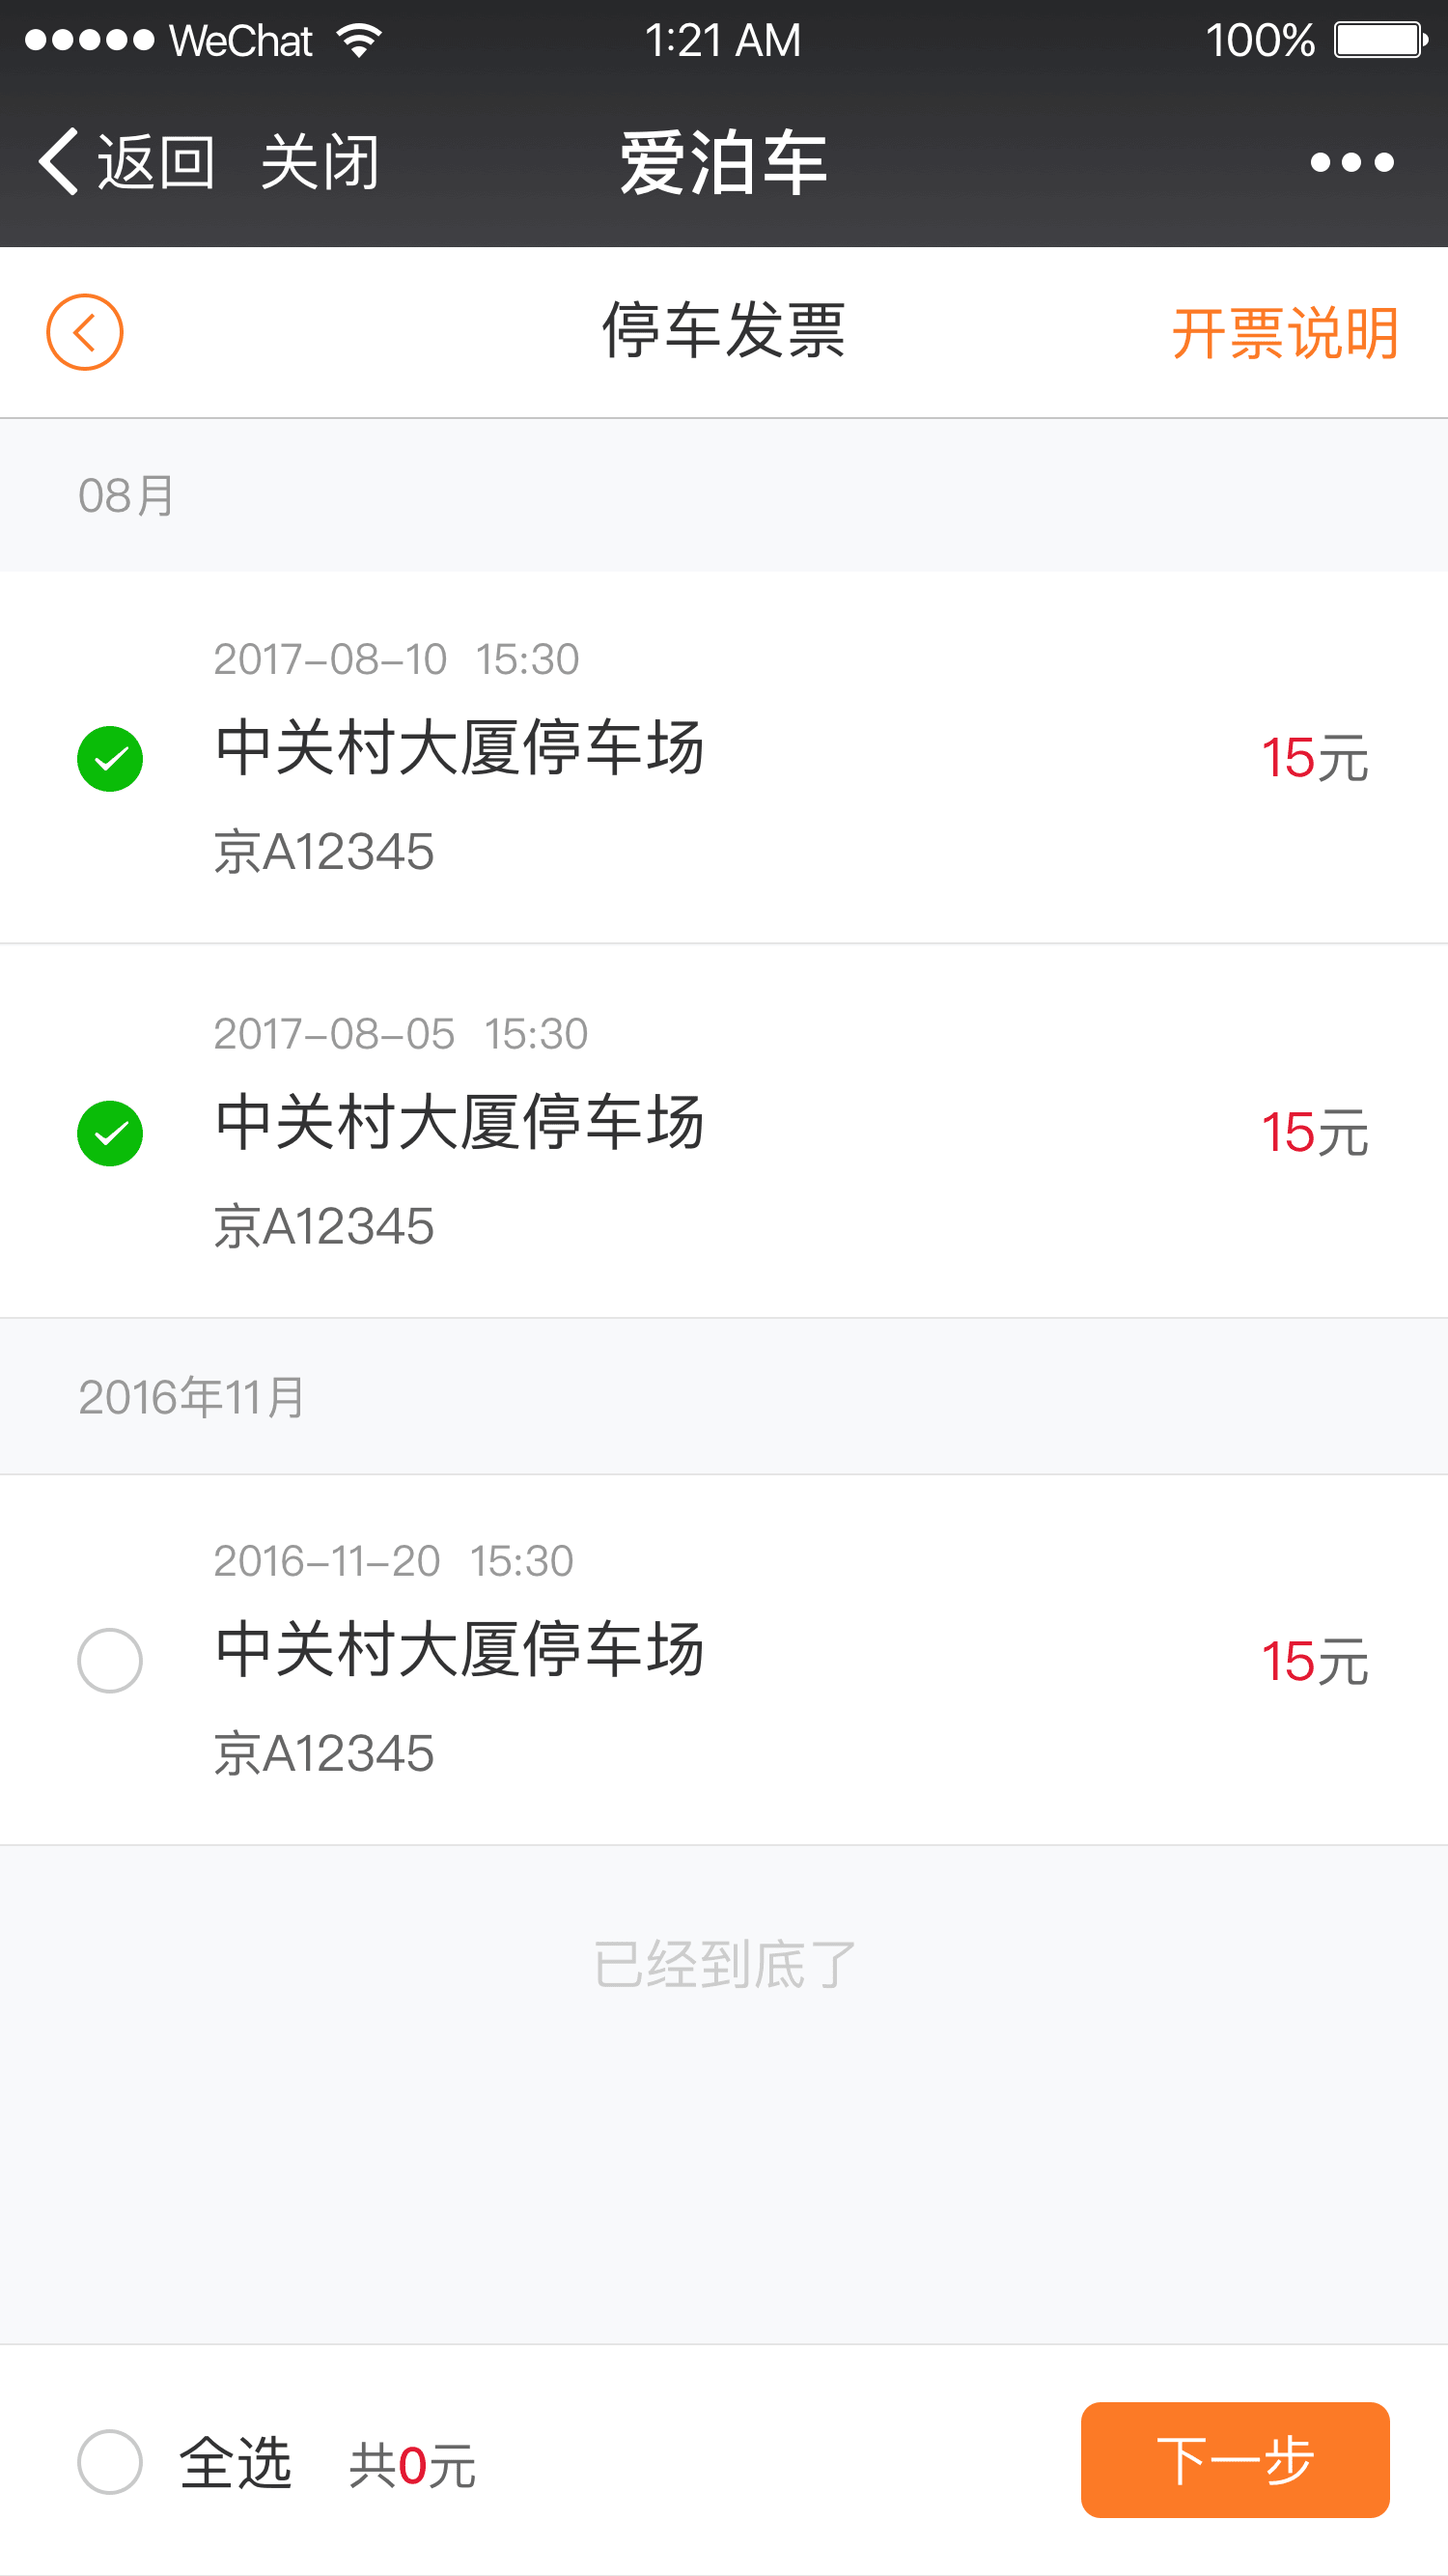 WeChat 1:21 AM 100%
返回 关闭 爱泊车
停车发票 开票说明
08月
2017-08-10 15:30
中关村大厦停车场
15元
京A12345
2017-08-05 15:30
中关村大厦停车场
15元
京A12345
2016年11月
2016-11-20 15:30
中关村大厦停车场
15元
京A12345
已经到底了
全选 共0元 下一步